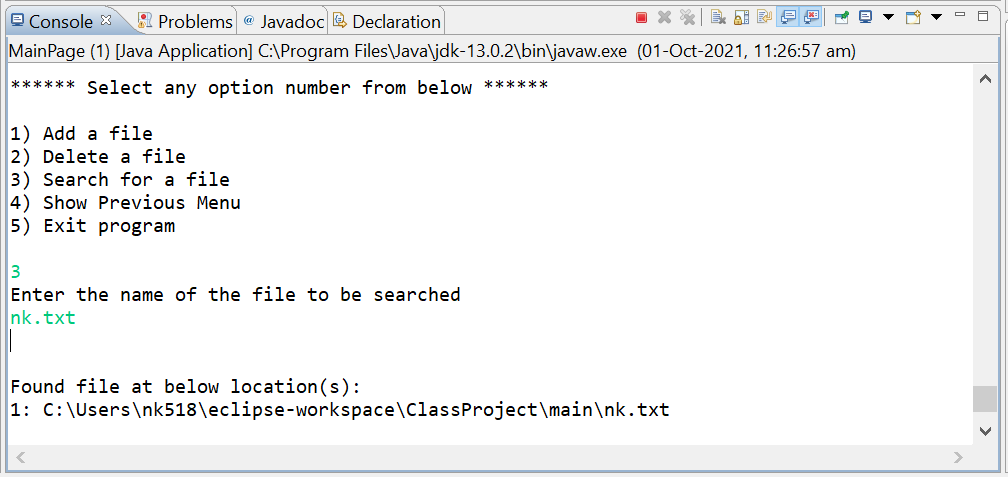 Console Problems @ Javadoc Declaration
MainPage (1) [Java Application] C:\Program Files\Java\jdk-13.0.2\bin\javaw.exe (01-Oct-2021, 11:26:57 am)
****** Select any option number from below ******
1) Add a file
2) Delete a file
3) Search for a file
4) Show Previous Menu
5) Exit program
3
Enter the name of the file to be searched
nk.txt
Found file at below location(s):
1: C:\Users\nk518\eclipse-workspace\ClassProject\main\nk.txt